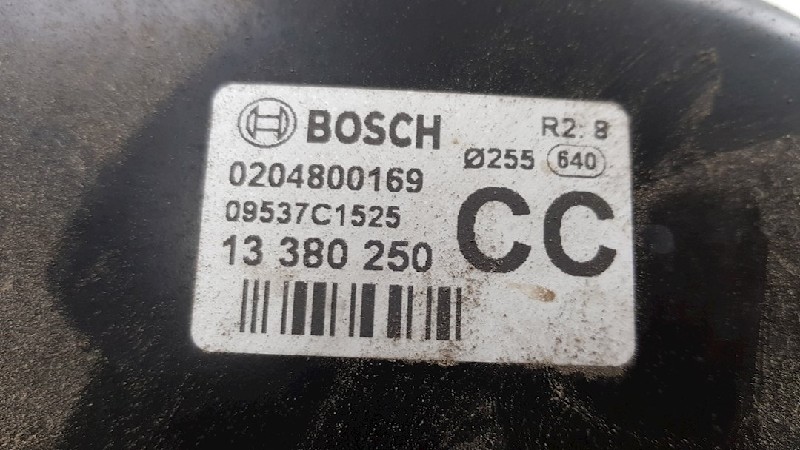 BOSCH R2. 8
0204800169 Ø255 640
09537C1525
13 380 250 CC